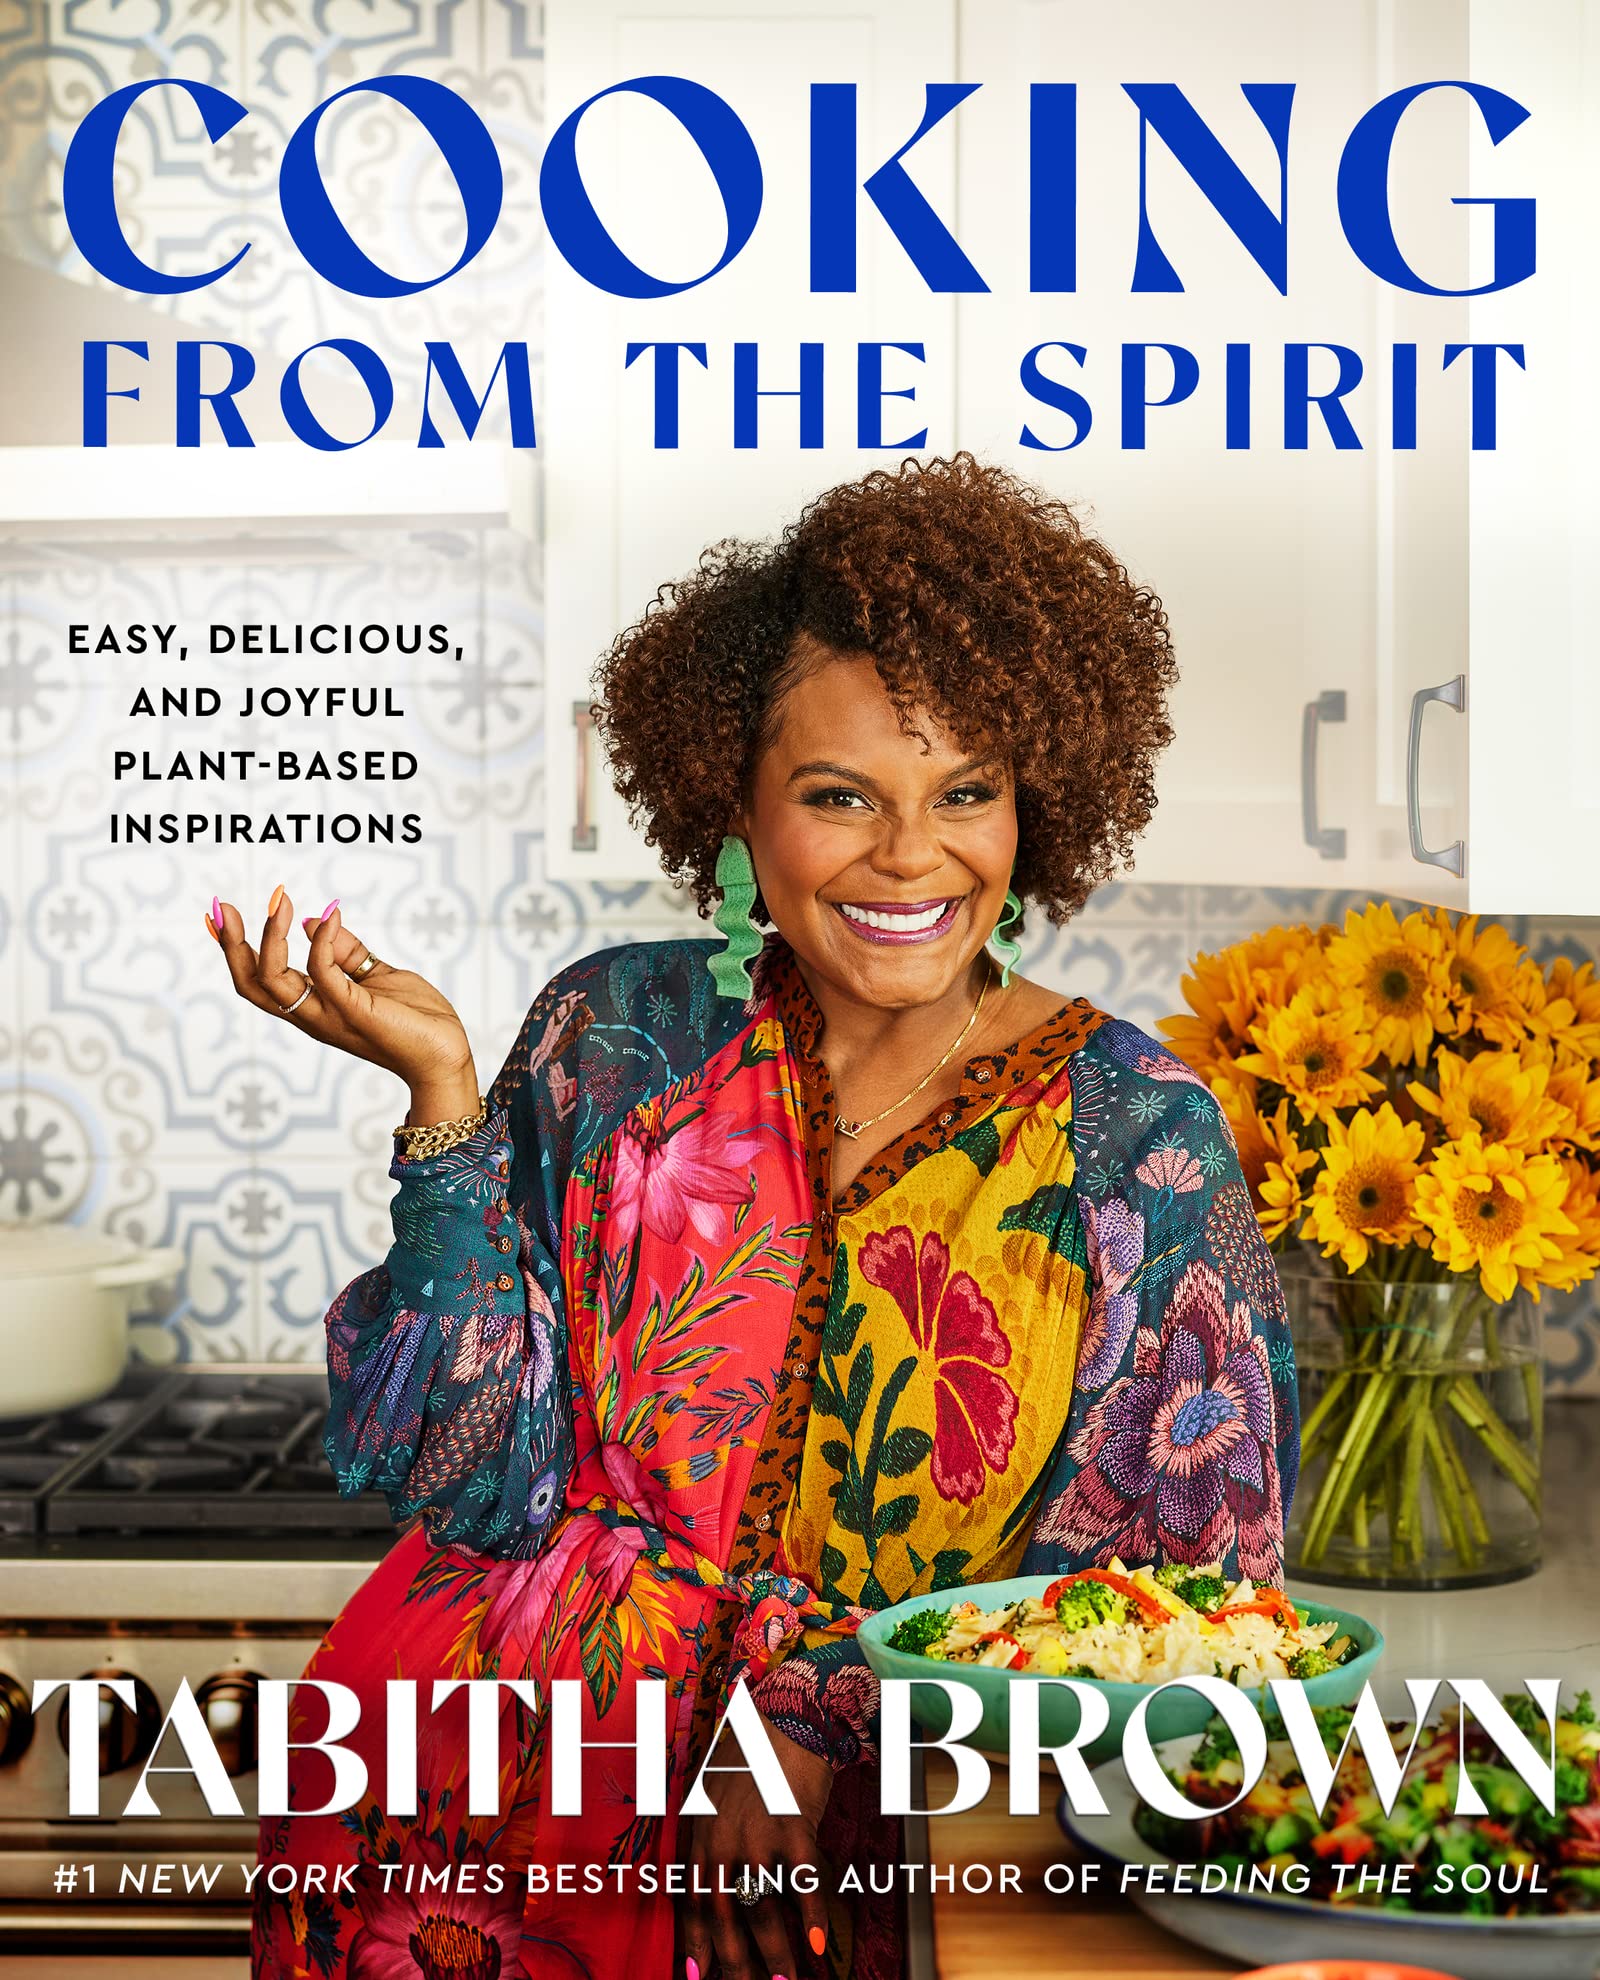 COOKING
FROM THE SPIRIT
EASY, DELICIOUS,
AND JOYFUL
PLANT-BASED
INSPIRATIONS
TABITHA BROWN
#1 NEW YORK TIMES BESTSELLING AUTHOR OF FEEDING THE SOUL